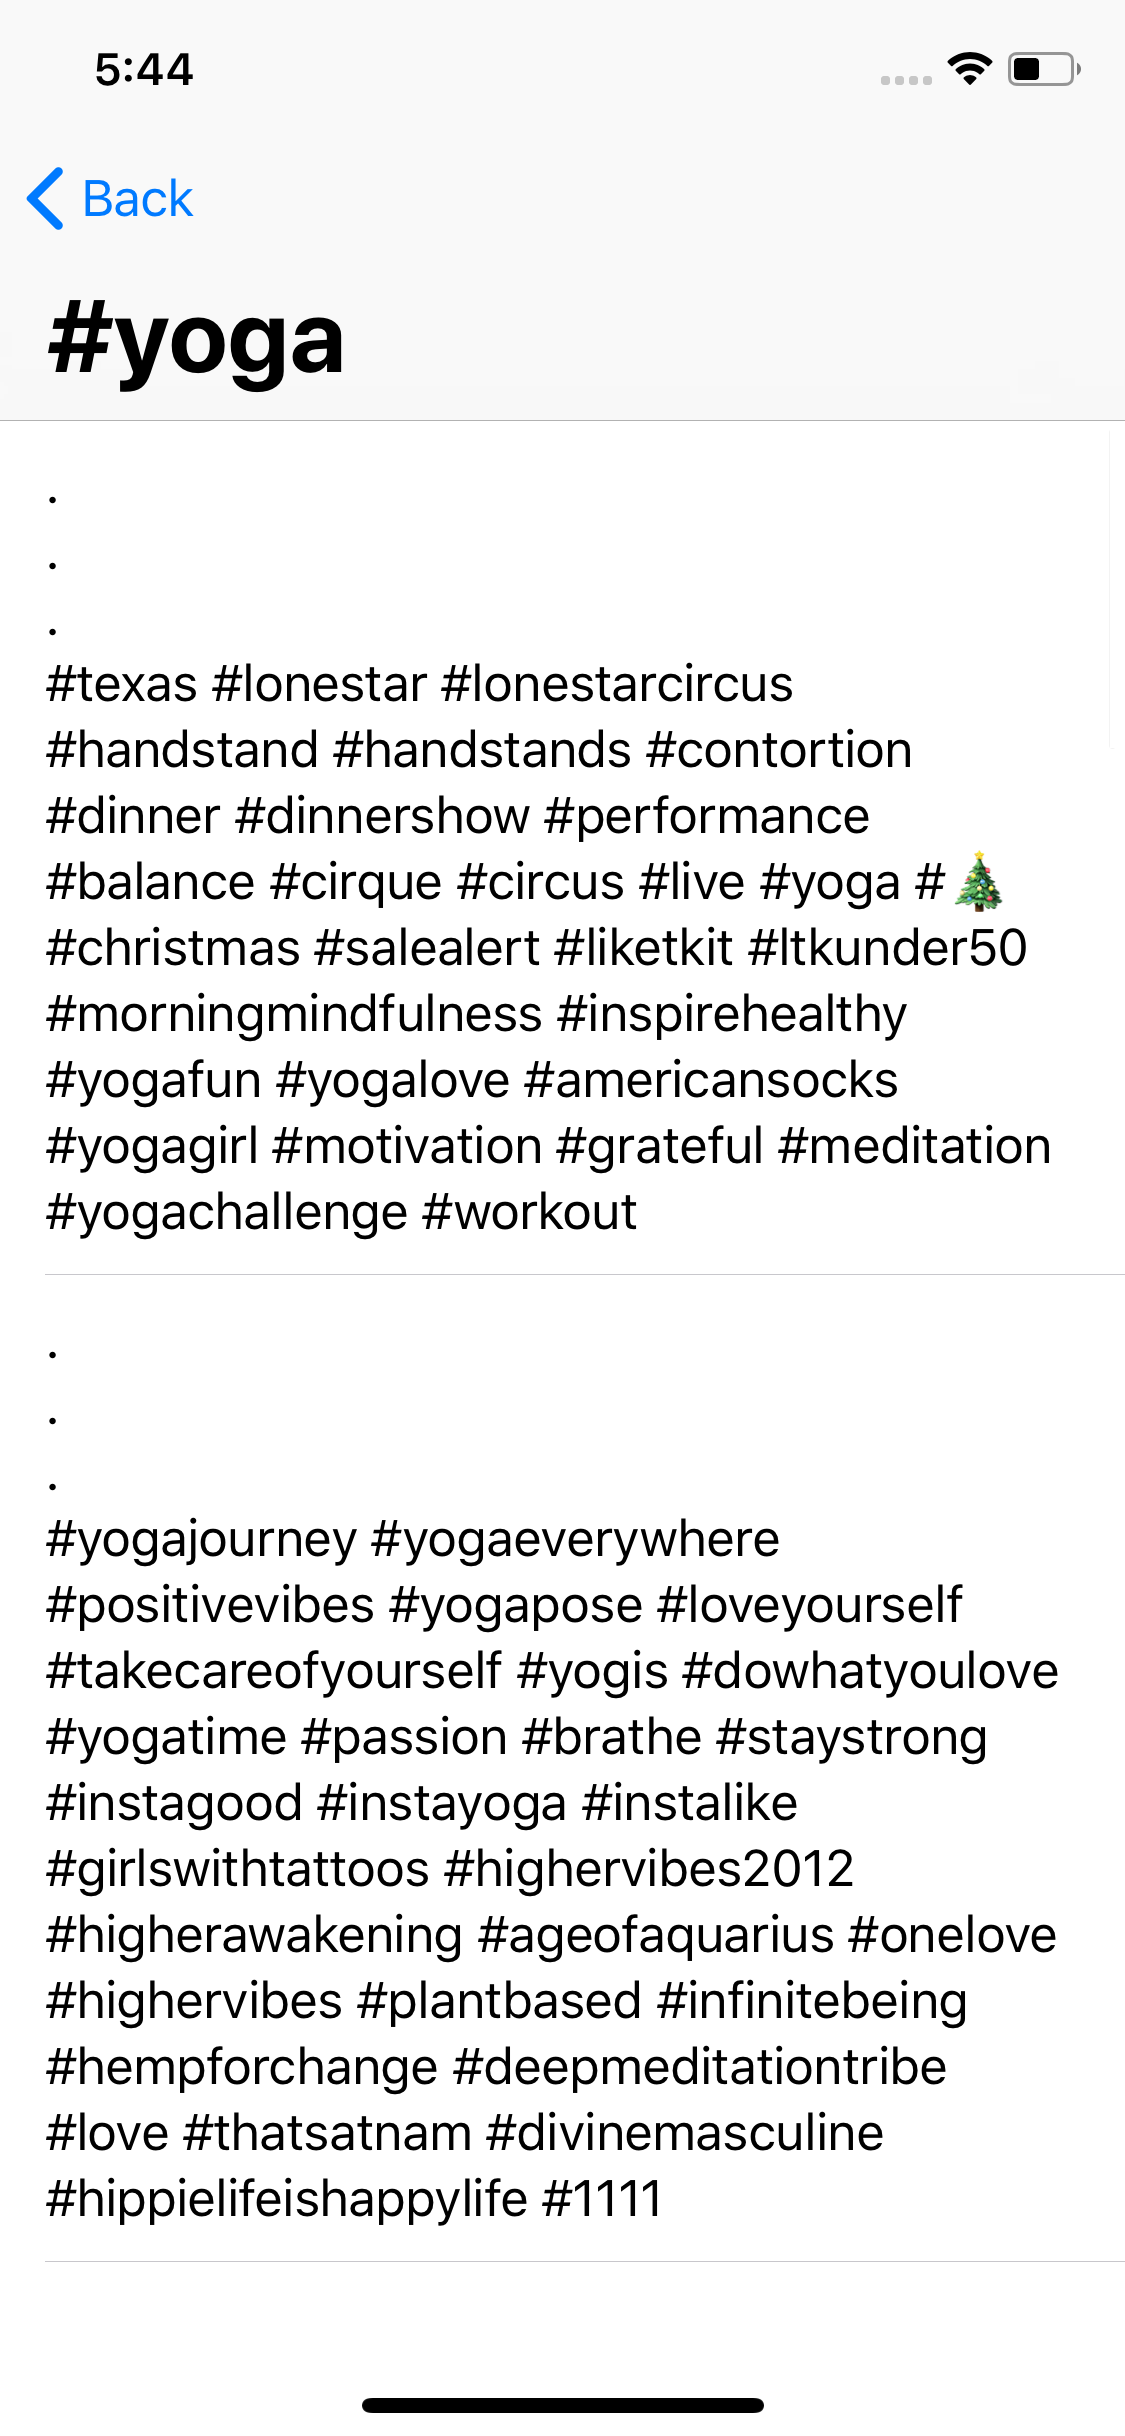 5:44
Back
#yoga
.
.
.
#texas #lonestar #lonestarcircus
#handstand #handstands #contortion
#dinner #dinnershow #performance
#balance #cirque #circus #live #yoga #🎄
#christmas #salealert #liketkit #ltkunder50
#morningmindfulness #inspirehealthy
#yogafun #yogalove #americansocks
#yogagirl #motivation #grateful #meditation
#yogachallenge #workout
.
.
.
#yogajourney #yogaeverywhere
#positivevibes #yogapose #loveyourself
#takecareofyourself #yogis #dowhatyoulove
#yogatime #passion #brathe #staystrong
#instagood #instayoga #instalike
#girlswithtattoos #highervibes2012
#higherawakening #ageofaquarius #onelove
#highervibes #plantbased #infinitebeing
#hempforchange #deepmeditationtribe
#love #thatsatnam #divinemasculine
#hippielifeishappylife #1111